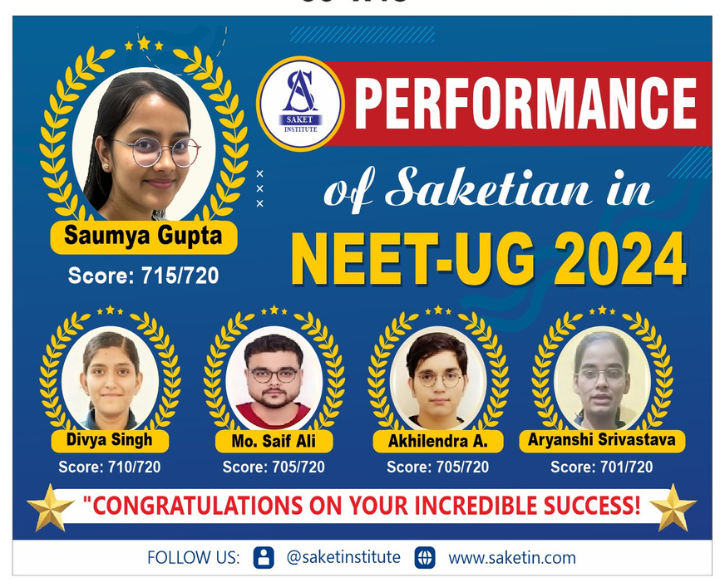 SA
SAKET
INSTITUTE
PERFORMANCE
of Saketian in
NEET-UG 2024
Saumya Gupta
Score: 715/720
Divya Singh
Score: 710/720
Mo. Saif Ali
Score: 705/720
Akhilendra A.
Score: 705/720
Aryanshi Srivastava
Score: 701/720
"CONGRATULATIONS ON YOUR INCREDIBLE SUCCESS!
FOLLOW US: @saketinstitute www.saketin.com